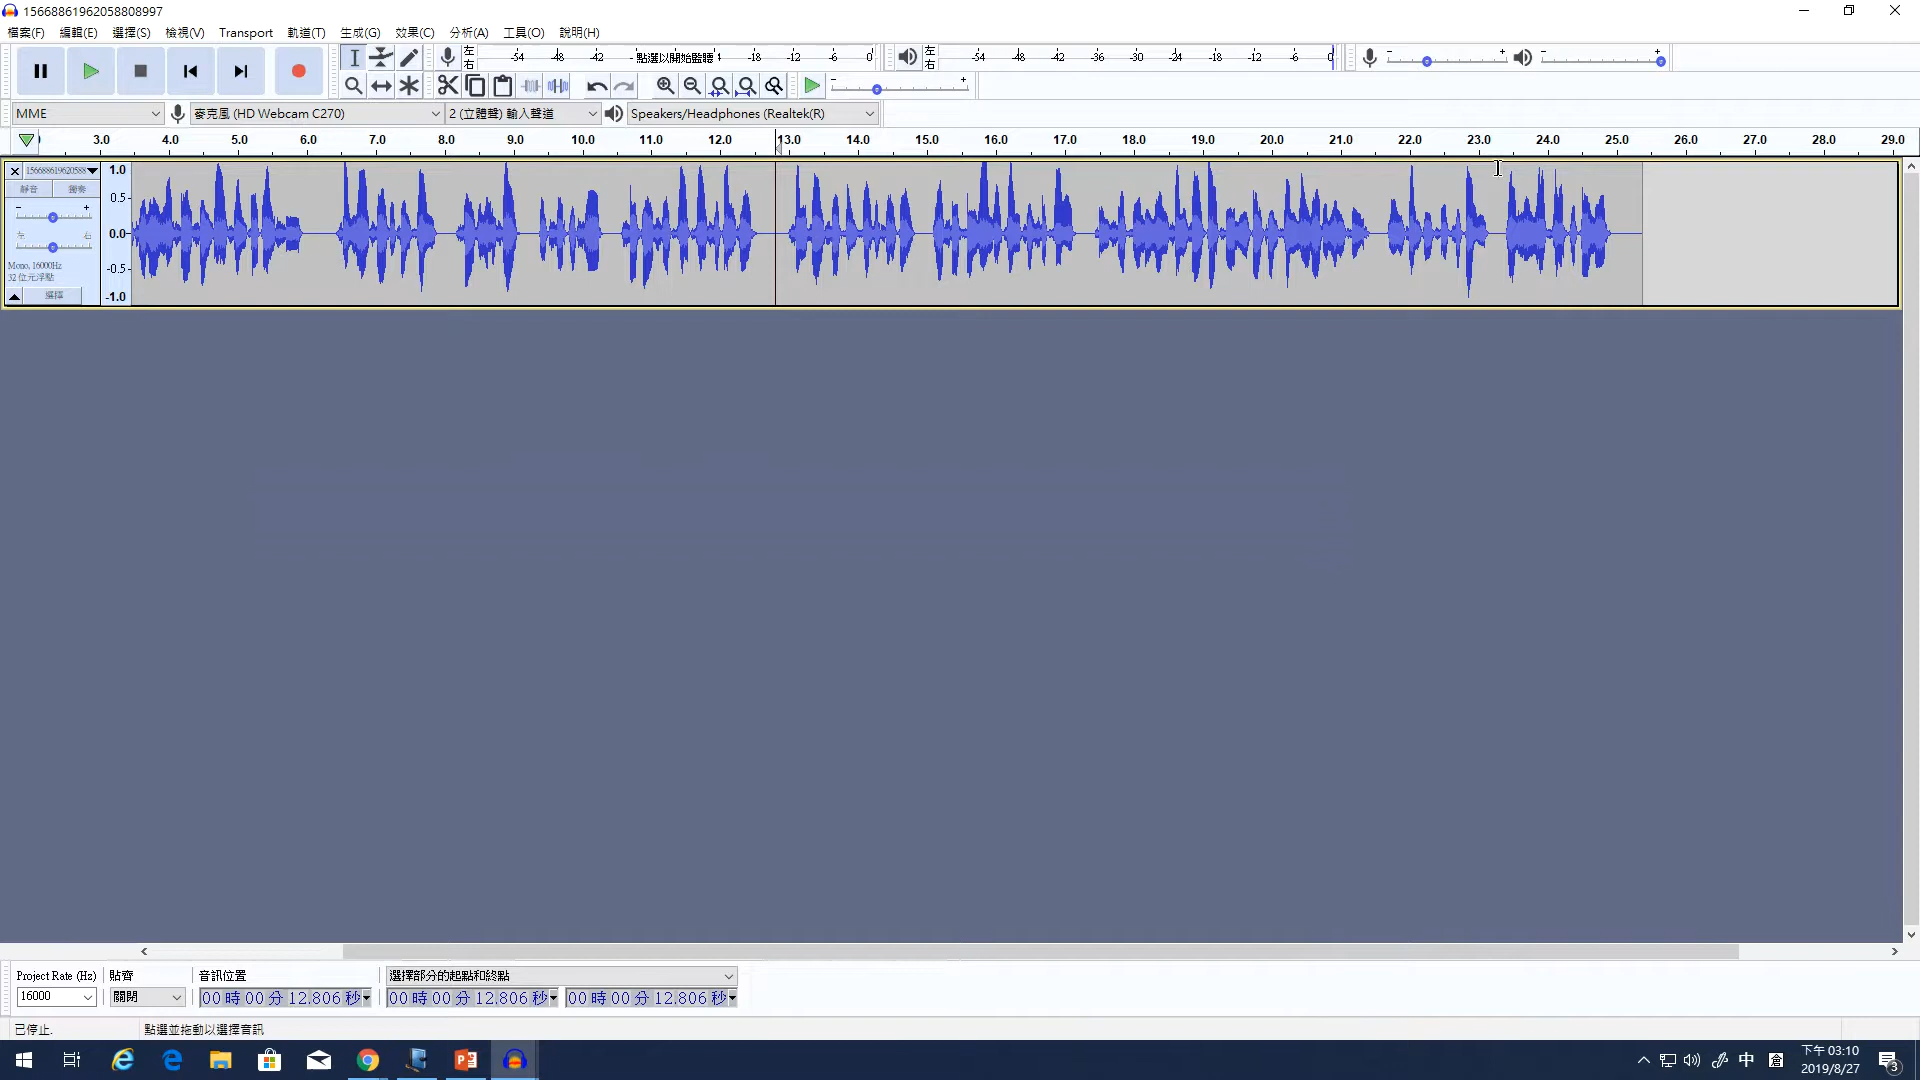 15668861962058808997
檔案(F) 編輯(E) 選擇(S) 檢視(V) Transport 軌道(T) 生成(G) 效果(C) 分析(A) 工具(O) 說明(H)
左 -54 -48 -42 - 點選以開始監聽 -18 -12 -6 0 左 -54 -48 -42 -36 -30 -24 -18 -12 -6 0 - + - +
右 右
- +
MME 麥克風 (HD Webcam C270) 2 (立體聲) 輸入聲道 Speakers/Headphones (Realtek(R)
3.0 4.0 5.0 6.0 7.0 8.0 9.0 10.0 11.0 12.0 13.0 14.0 15.0 16.0 17.0 18.0 19.0 20.0 21.0 22.0 23.0 24.0 25.0 26.0 27.0 28.0 29.0
156688619620588 1.0
靜音 獨奏 0.5
- +
左 右 0.0
Mono, 16000Hz -0.5
32 位元浮點
選擇 -1.0
Project Rate (Hz) 貼齊 音訊位置 選擇部分的起點和終點
16000 關閉 00 時 00 分 12.806 秒 00 時 00 分 12.806 秒 00 時 00 分 12.806 秒
已停止. 點選並拖動以選擇音訊
中 倉 下午 03:10
2019/8/27 3